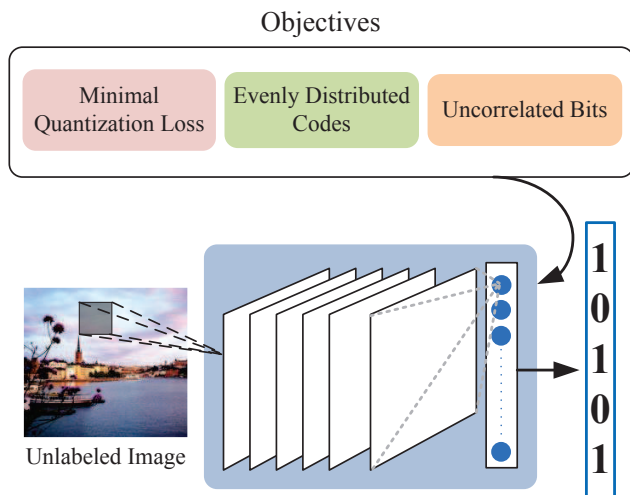 Objectives
Minimal
Quantization Loss
Evenly Distributed
Codes
Uncorrelated Bits
Unlabeled Image
1
0
1
0
1